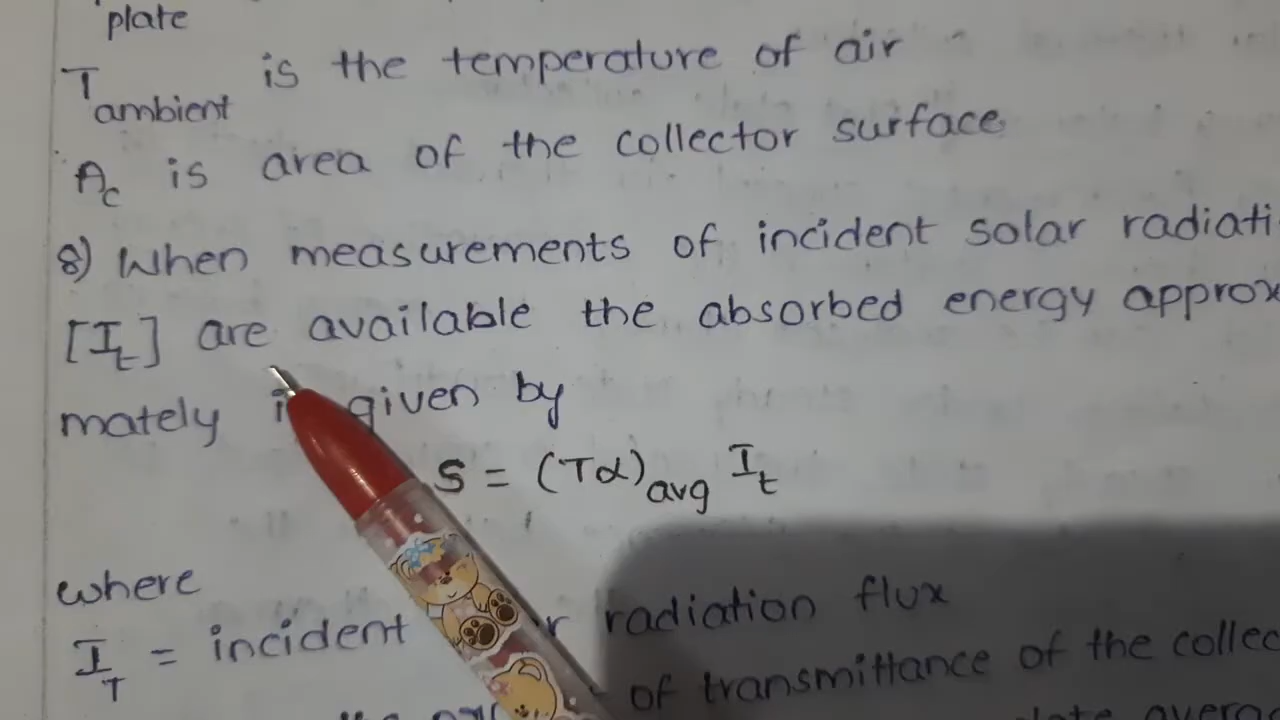 plate
T ambient is the temperature of air
Ac is area of the collector surface
8) When measurements of incident solar radiati
[It] are available the absorbed energy approxi
mately given by
S = (Tα)avg It
where
IT = incident radiation flux
of transmittance of the collec